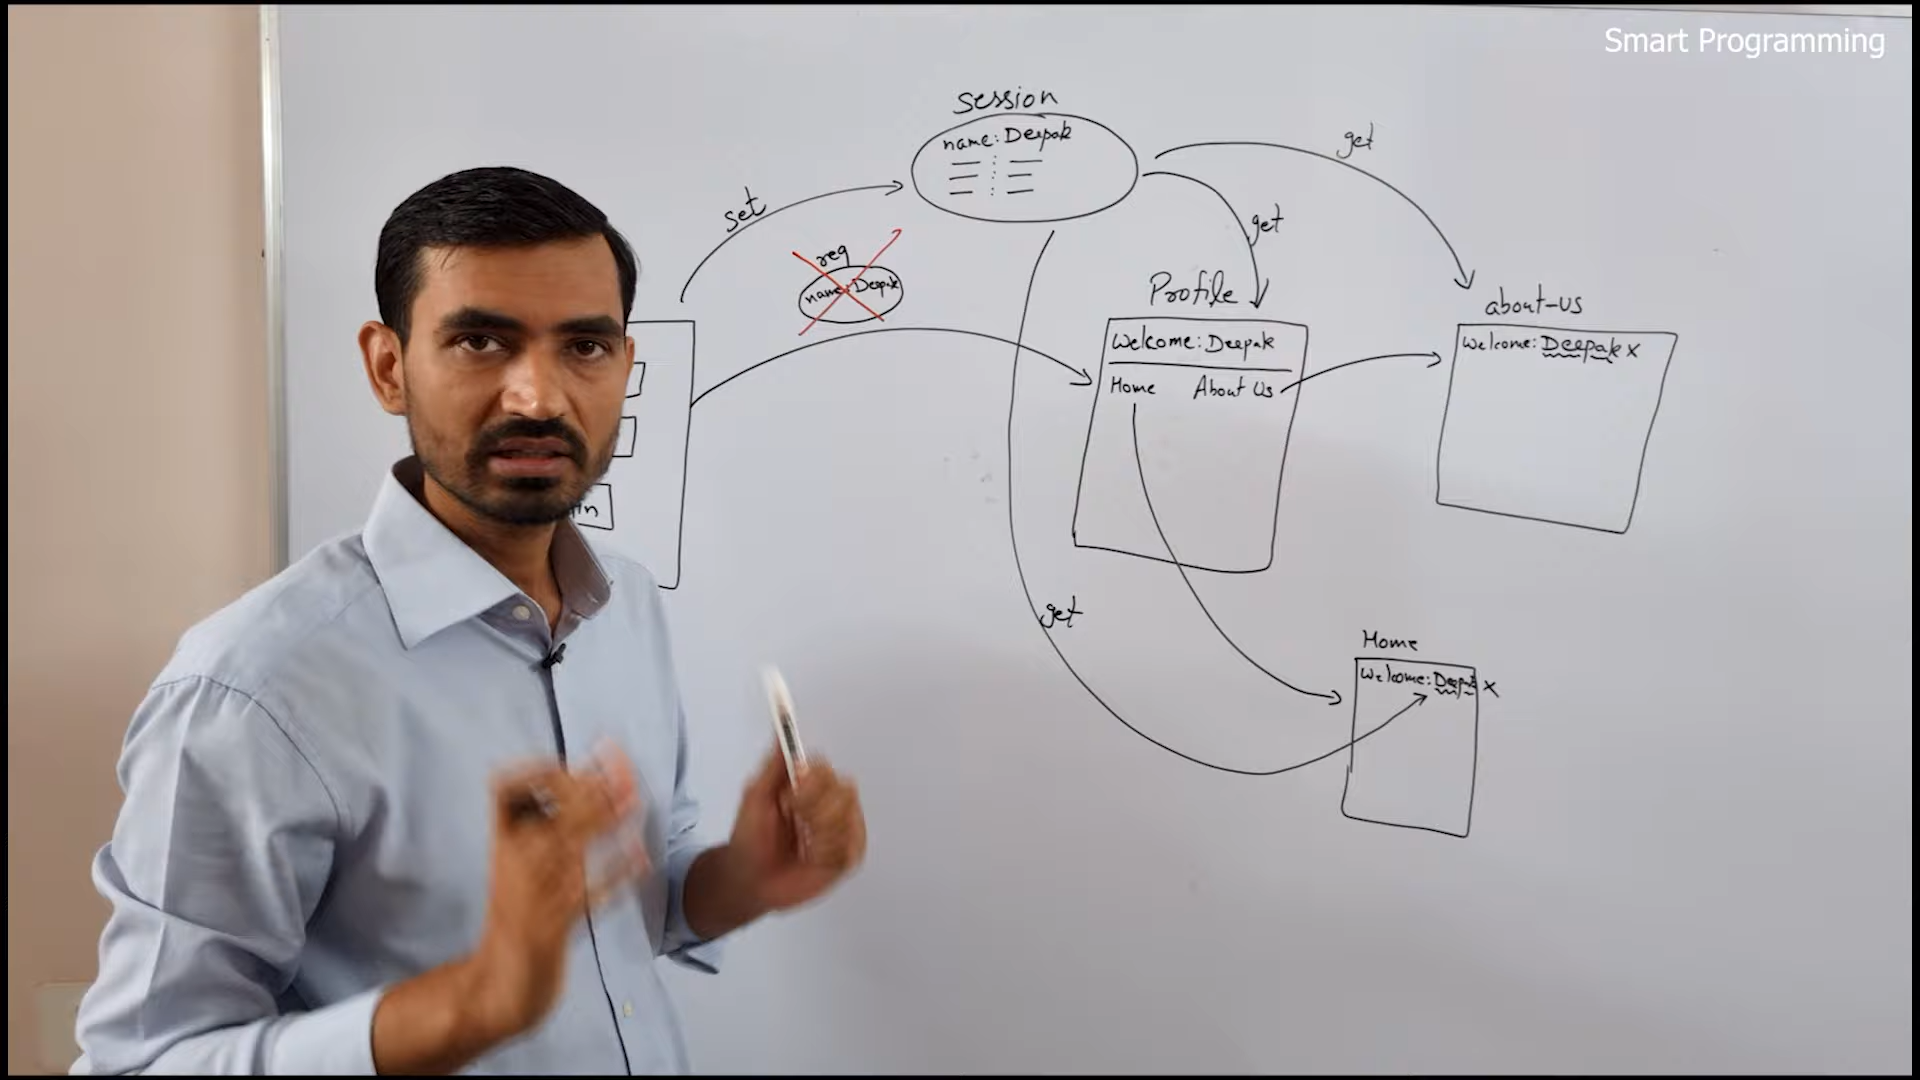 Smart Programming
session
name: Deepak
set
get
get
req
name: Deepak
Profile
Welcome: Deepak
Home About Us
about-us
Welcome: Deepak x
get
Home
Welcome: Deepak x